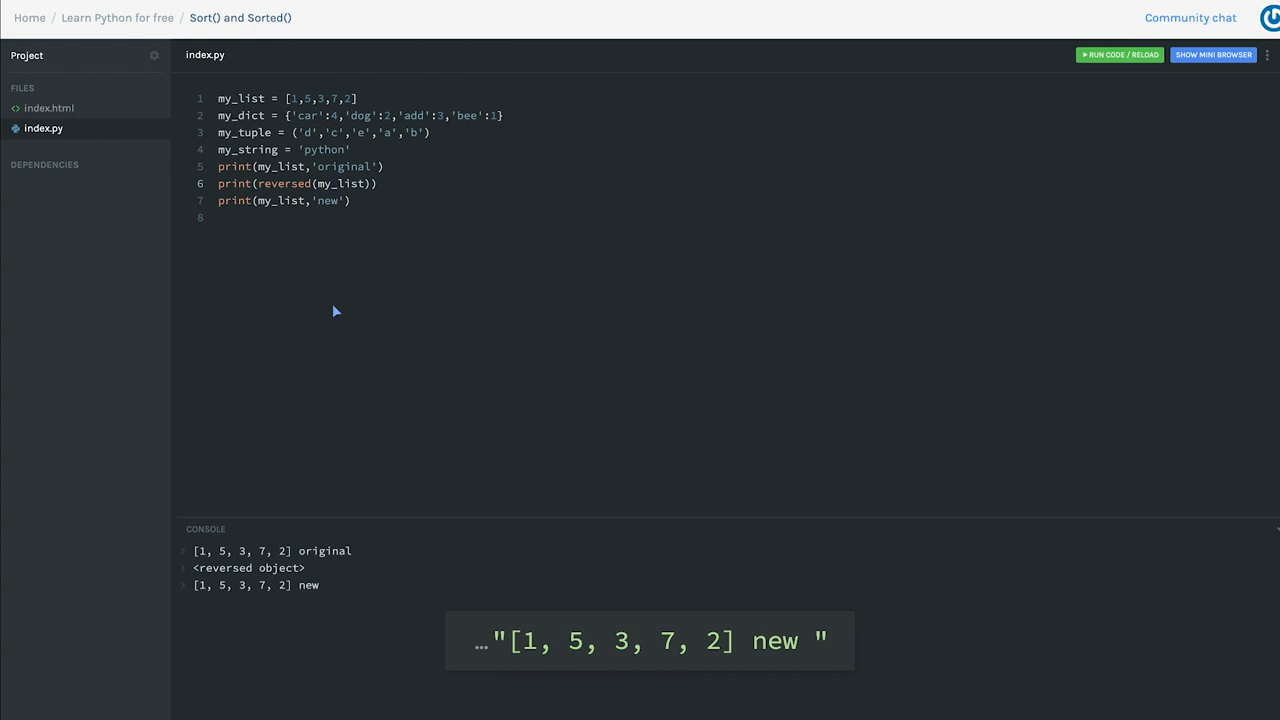 Home / Learn Python for free / Sort() and Sorted()
Community chat
Project
index.py
RUN CODE / RELOAD
SHOW MINI BROWSER
FILES
<> index.html
index.py
DEPENDENCIES
1 my_list = [1,5,3,7,2]
2 my_dict = {'car':4,'dog':2,'add':3,'bee':1}
3 my_tuple = ('d','c','e','a','b')
4 my_string = 'python'
5 print(my_list,'original')
6 print(reversed(my_list))
7 print(my_list,'new')
8
CONSOLE
[1, 5, 3, 7, 2] original
<reversed object>
[1, 5, 3, 7, 2] new
…"[1, 5, 3, 7, 2] new "